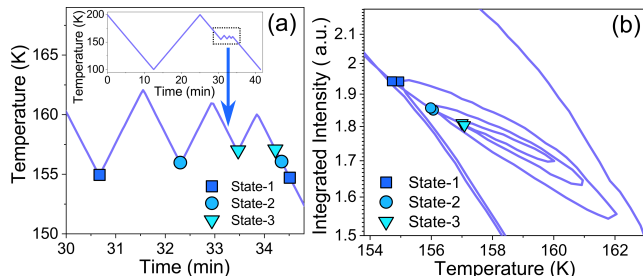 (a)
Temperature (K)
165
160
155
150
30
31
32
33
34
Time (min)
State-1
State-2
State-3
Temperature (K)
200
150
100
0
10
20
30
40
Time (min)
(b)
Integrated Intensity ( a.u.)
2.1
2
1.9
1.8
1.7
1.6
1.5
154
156
158
160
162
Temperature (K)
State-1
State-2
State-3